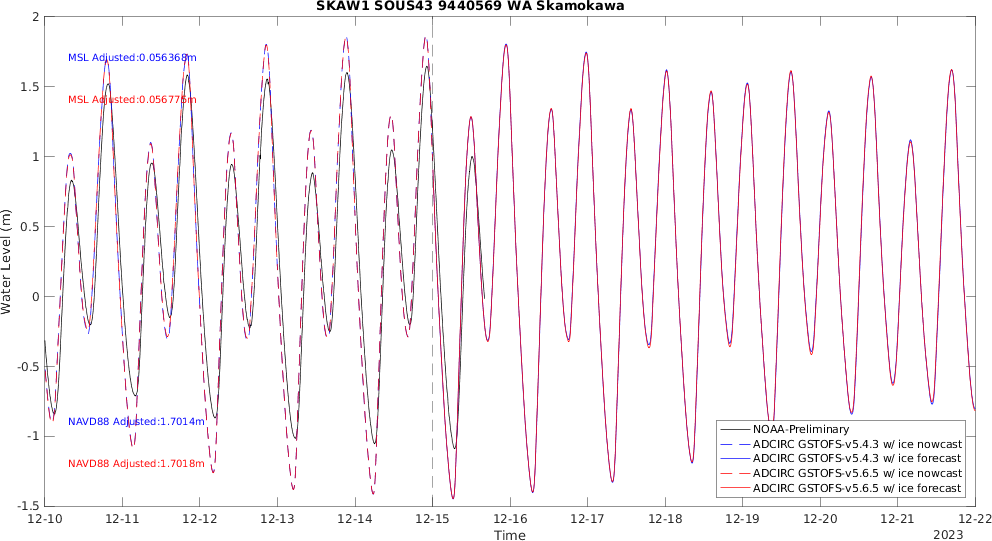 SKAW1 SOUS43 9440569 WA Skamokawa
2
1.5
1
0.5
0
-0.5
-1
-1.5
Water Level (m)
MSL Adjusted:0.056368m
MSL Adjusted:0.056775m
NAVD88 Adjusted:1.7014m
NAVD88 Adjusted:1.7018m
NOAA-Preliminary
ADCIRC GSTOFS-v5.4.3 w/ ice nowcast
ADCIRC GSTOFS-v5.4.3 w/ ice forecast
ADCIRC GSTOFS-v5.6.5 w/ ice nowcast
ADCIRC GSTOFS-v5.6.5 w/ ice forecast
12-10 12-11 12-12 12-13 12-14 12-15 12-16 12-17 12-18 12-19 12-20 12-21 12-22
Time
2023